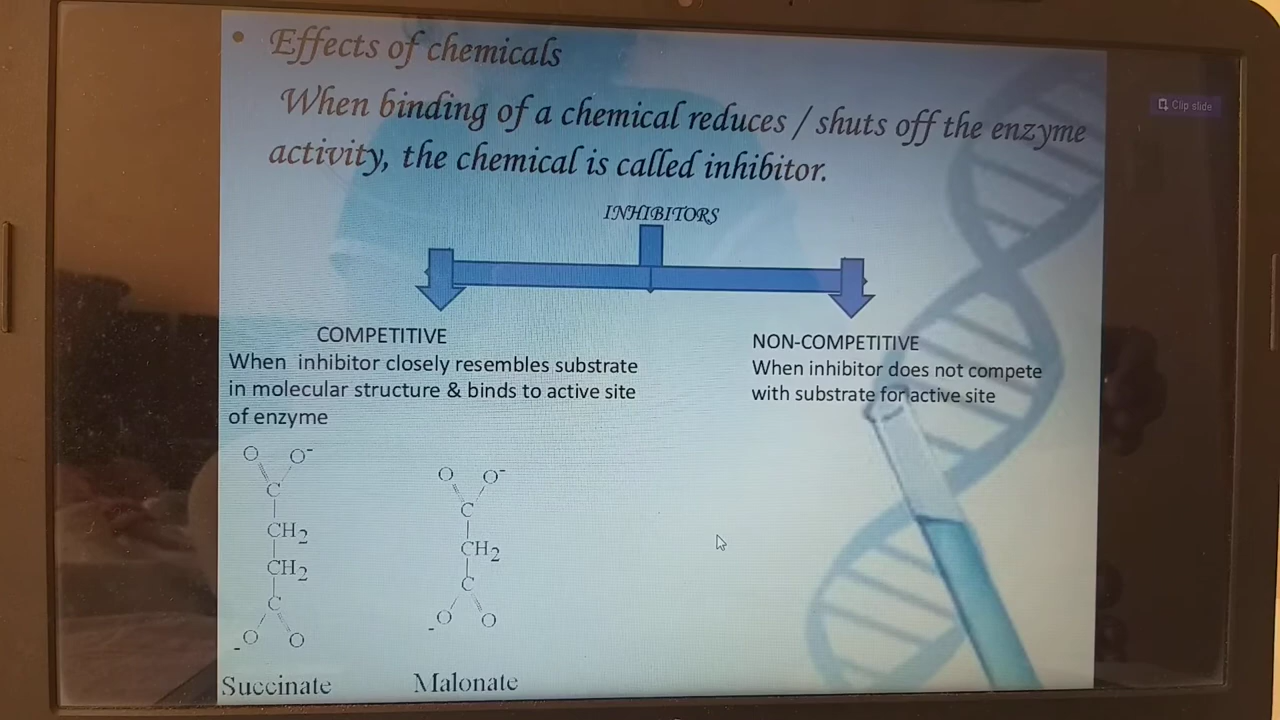 • Effects of chemicals
When binding of a chemical reduces / shuts off the enzyme
activity, the chemical is called inhibitor.
Clip slide
INHIBITORS
COMPETITIVE
When inhibitor closely resembles substrate
in molecular structure & binds to active site
of enzyme
NON-COMPETITIVE
When inhibitor does not compete
with substrate for active site
O O-
C
CH2
CH2
C
-O O
Succinate
O O-
C
CH2
C
-O O
Malonate